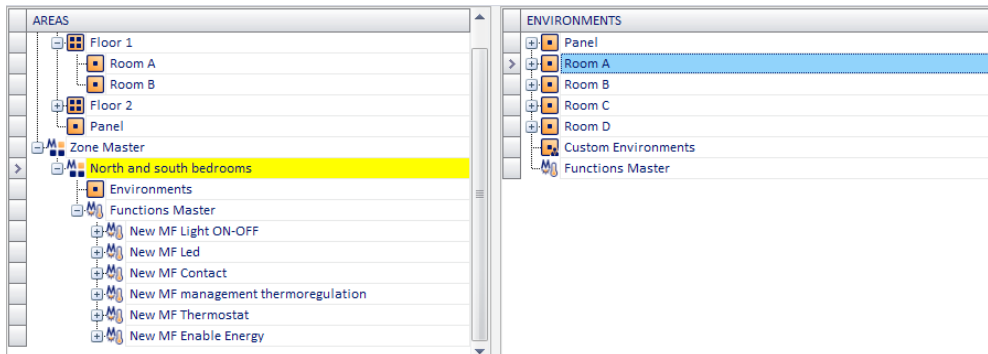 AREAS
Floor 1
Room A
Room B
Floor 2
Panel
Zone Master
North and south bedrooms
Environments
Functions Master
New MF Light ON-OFF
New MF Led
New MF Contact
New MF management thermoregulation
New MF Thermostat
New MF Enable Energy
ENVIRONMENTS
Panel
Room A
Room B
Room C
Room D
Custom Environments
Functions Master